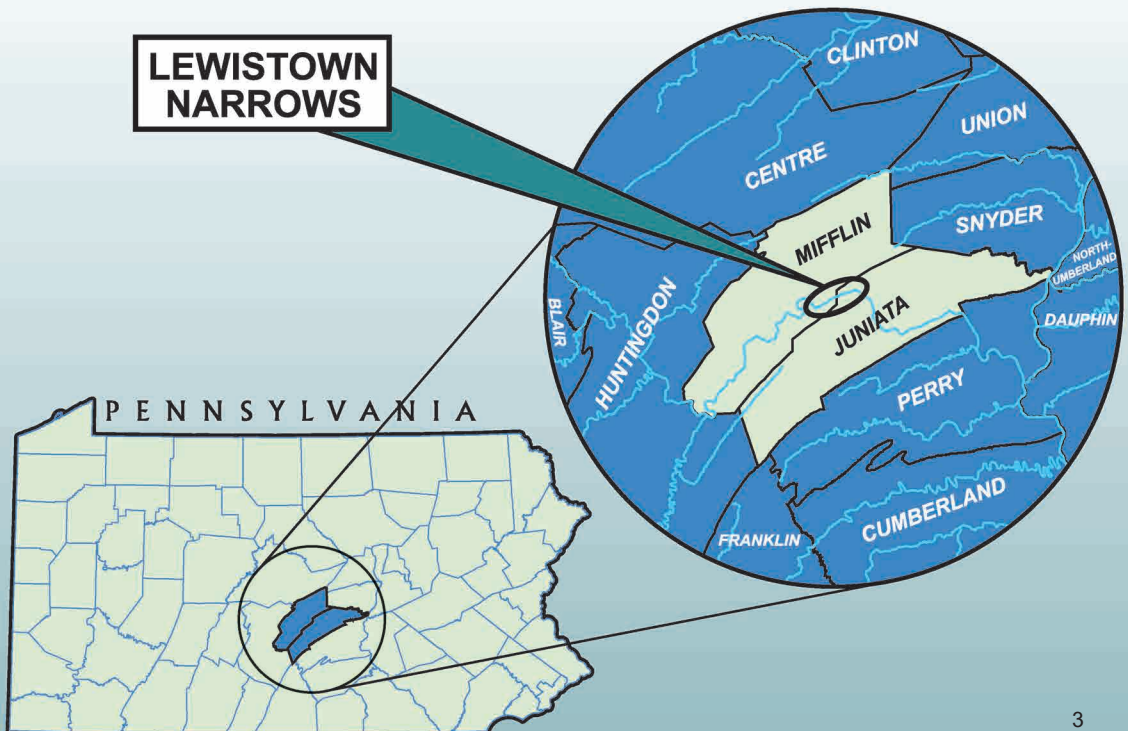 LEWISTOWN
NARROWS
CLINTON
UNION
CENTRE
SNYDER
MIFFLIN
NORTH-
UMBERLAND
BLAIR
HUNTINGDON
JUNIATA
DAUPHIN
PERRY
CUMBERLAND
FRANKLIN
PENNSYLVANIA
3